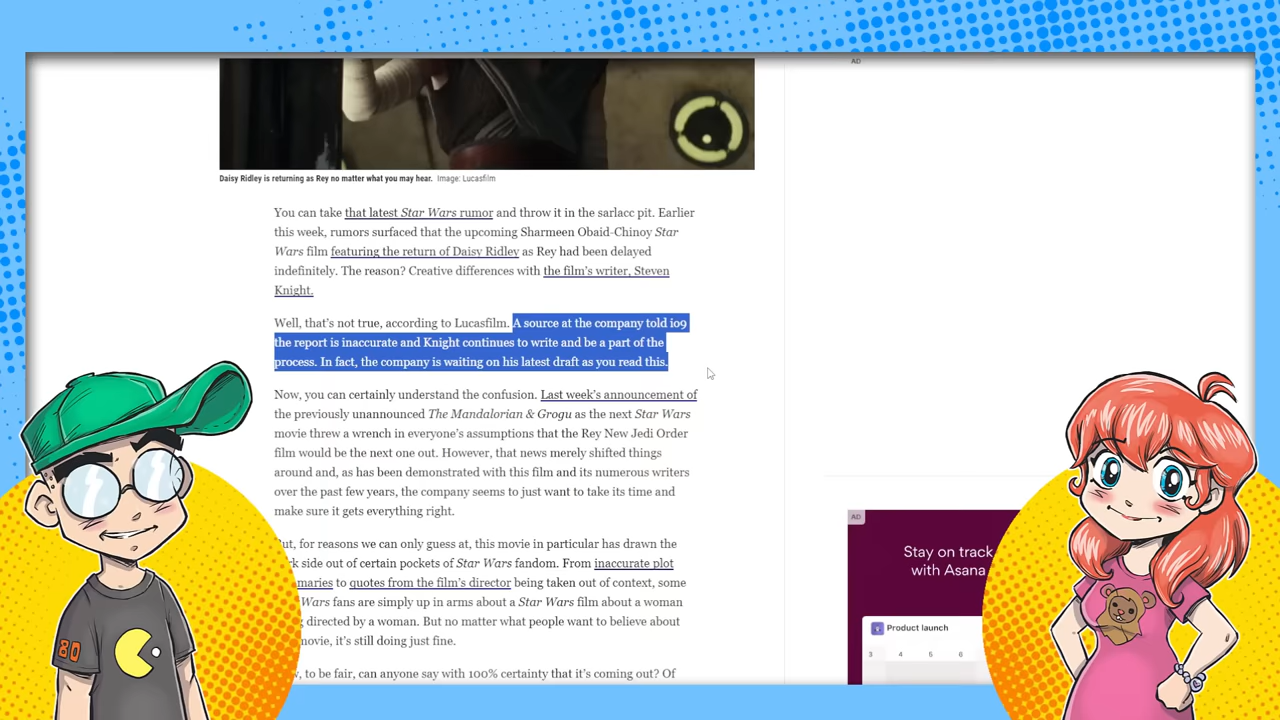 AD
Daisy Ridley is returning as Rey no matter what you may hear. Image: Lucasfilm
You can take that latest Star Wars rumor and throw it in the sarlacc pit. Earlier
this week, rumors surfaced that the upcoming Sharmeen Obaid-Chinoy Star
Wars film featuring the return of Daisy Ridley as Rey had been delayed
indefinitely. The reason? Creative differences with the film's writer, Steven
Knight.
Well, that's not true, according to Lucasfilm. A source at the company told io9
the report is inaccurate and Knight continues to write and be a part of the
process. In fact, the company is waiting on his latest draft as you read this.
Now, you can certainly understand the confusion. Last week's announcement of
the previously unannounced The Mandalorian & Grogu as the next Star Wars
movie threw a wrench in everyone's assumptions that the Rey New Jedi Order
film would be the next one out. However, that news merely shifted things
around and, as has been demonstrated with this film and its numerous writers
over the past few years, the company seems to just want to take its time and
make sure it gets everything right.
for reasons we can only guess at, this movie in particular has drawn the
side out of certain pockets of Star Wars fandom. From inaccurate plot
to quotes from the film's director being taken out of context, some
Wars fans are simply up in arms about a Star Wars film about a woman
directed by a woman. But no matter what people want to believe about
movie, it's still doing just fine.
to be fair, can anyone say with 100% certainty that it's coming out? Of
AD
Stay on track
with Asana
Product launch
3 4 5 6
80